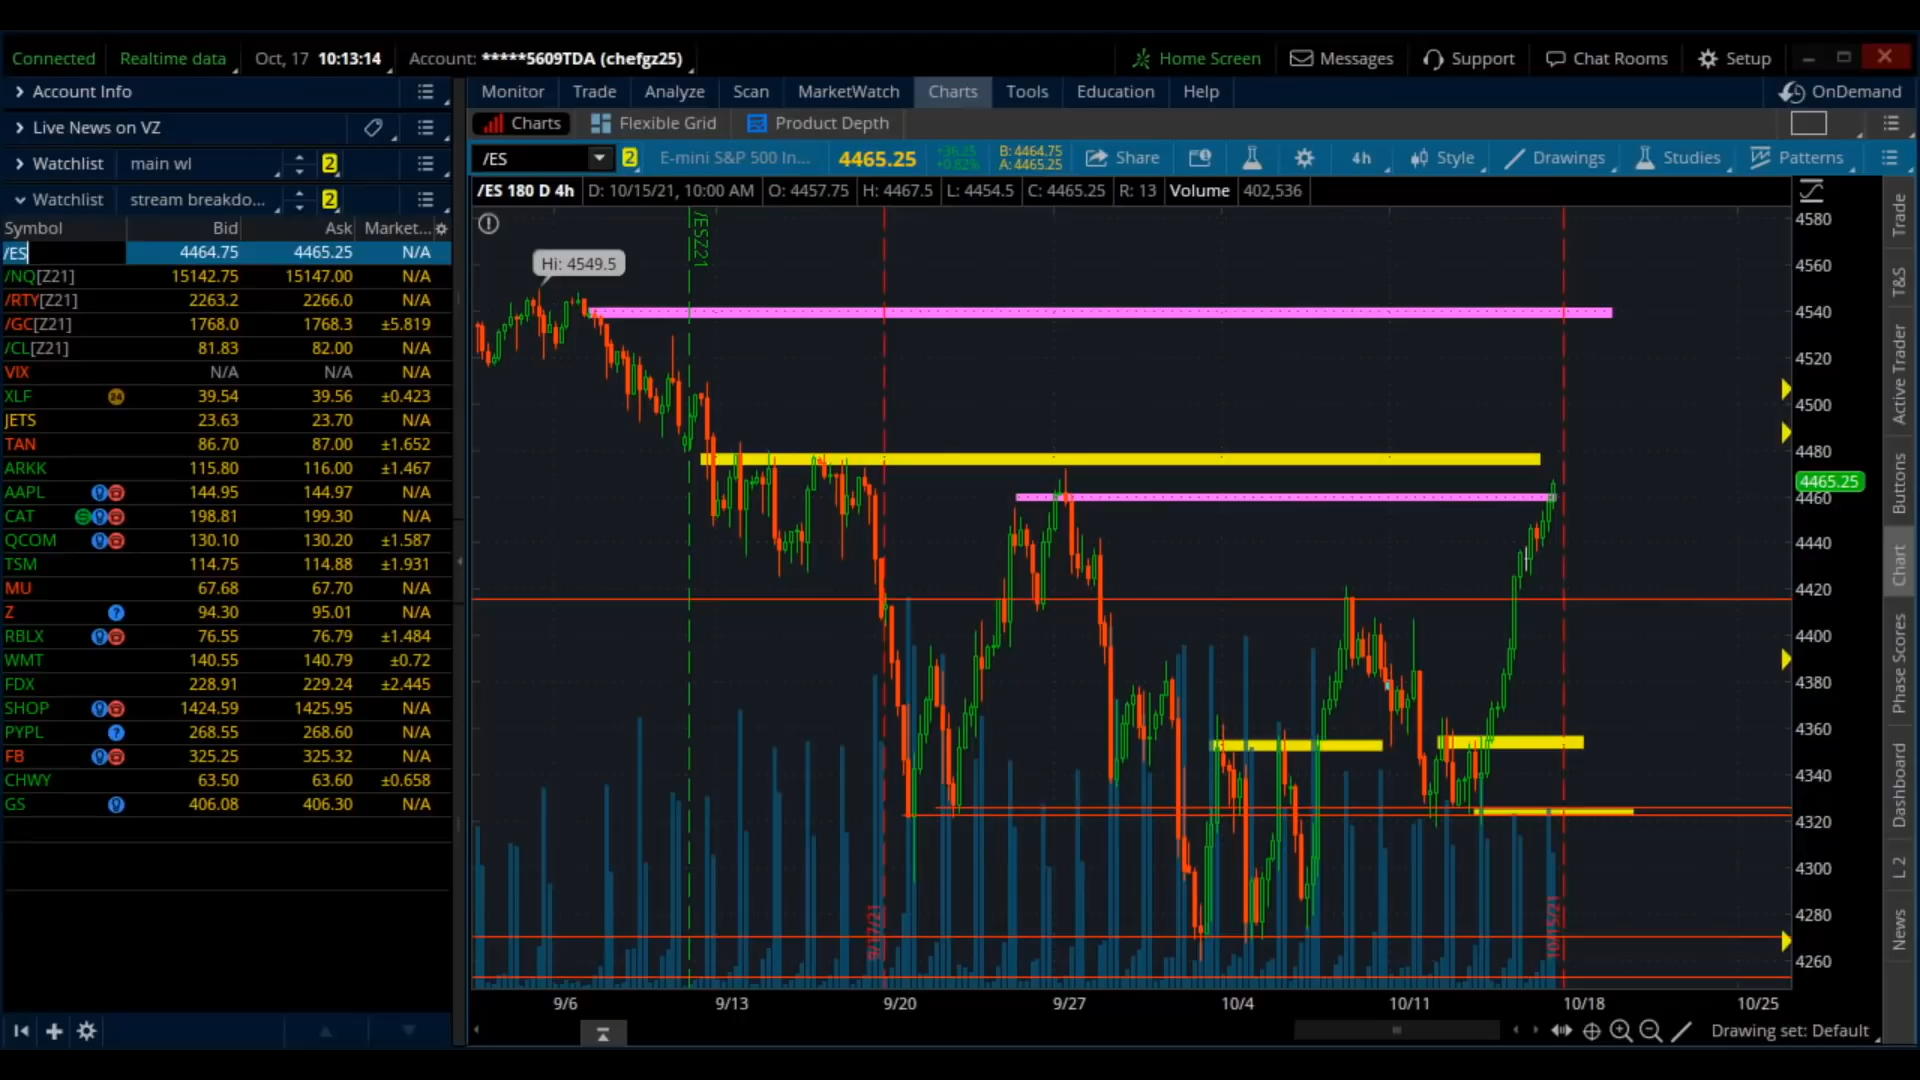 Connected Realtime data Oct, 17 10:13:14 Account: *****5609TDA (chefgz25) Home Screen Messages Support Chat Rooms Setup
Account Info Monitor Trade Analyze Scan MarketWatch Charts Tools Education Help OnDemand
Live News on VZ Charts Flexible Grid Product Depth
Watchlist main wl 2 /ES 2 E-mini S&P 500 In... 4465.25 +36.25 +0.82% B: 4464.75 A: 4465.25 Share 4h Style Drawings Studies Patterns
Watchlist stream breakdo... 2 /ES 180 D 4h D: 10/15/21, 10:00 AM O: 4457.75 H: 4467.5 L: 4454.5 C: 4465.25 R: 13 Volume 402,536
Symbol Bid Ask Market...
/ES 4464.75 4465.25 N/A
/NQ[Z21] 15142.75 15147.00 N/A
/RTY[Z21] 2263.2 2266.0 N/A
/GC[Z21] 1768.0 1768.3 ±5.819
/CL[Z21] 81.83 82.00 N/A
VIX N/A N/A N/A
XLF 24 39.54 39.56 ±0.423
JETS 23.63 23.70 N/A
TAN 86.70 87.00 ±1.652
ARKK 115.80 116.00 ±1.467
AAPL 144.95 144.97 N/A
CAT 198.81 199.30 N/A
QCOM 130.10 130.20 ±1.587
TSM 114.75 114.88 ±1.931
MU 67.68 67.70 N/A
Z ? 94.30 95.01 N/A
RBLX 76.55 76.79 ±1.484
WMT 140.55 140.79 ±0.72
FDX 228.91 229.24 ±2.445
SHOP 1424.59 1425.95 N/A
PYPL ? 268.55 268.60 N/A
FB 325.25 325.32 N/A
CHWY 63.50 63.60 ±0.658
GS 406.08 406.30 N/A
/ESZ21
Hi: 4549.5
9/17/21
10/15/21
4580
4560
4540
4520
4500
4480
4465.25
4460
4440
4420
4400
4380
4360
4340
4320
4300
4280
4260
9/6 9/13 9/20 9/27 10/4 10/11 10/18 10/25
Drawing set: Default
Trade
T&S
Active Trader
Buttons
Chart
Phase Scores
Dashboard
L 2
News